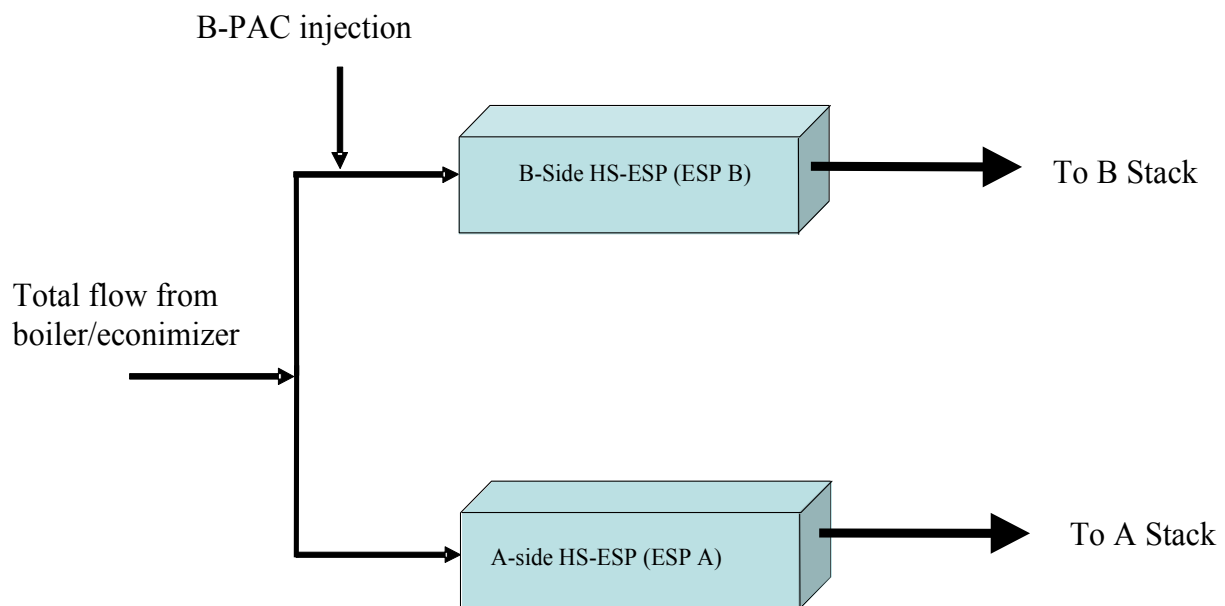 B-PAC injection
B-Side HS-ESP (ESP B)
To B Stack
Total flow from
boiler/econimizer
A-side HS-ESP (ESP A)
To A Stack